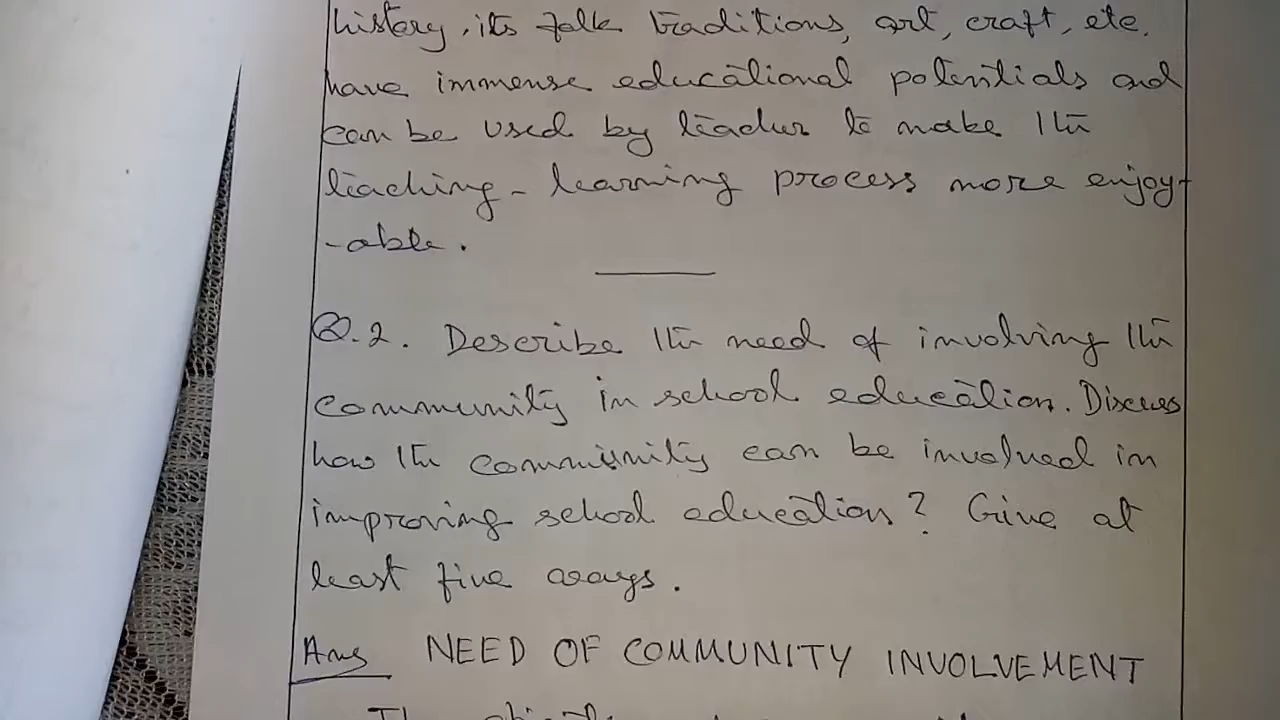 history, its folk traditions, art, craft, etc.
have immense educational potentials and
can be used by teacher to make the
teaching - learning process more enjoy-
-able.
Q.2. Describe the need of involving the
community in school education. Discuss
how the community can be involved in
improving school education? Give at
least five ways.
Ans NEED OF COMMUNITY INVOLVEMENT